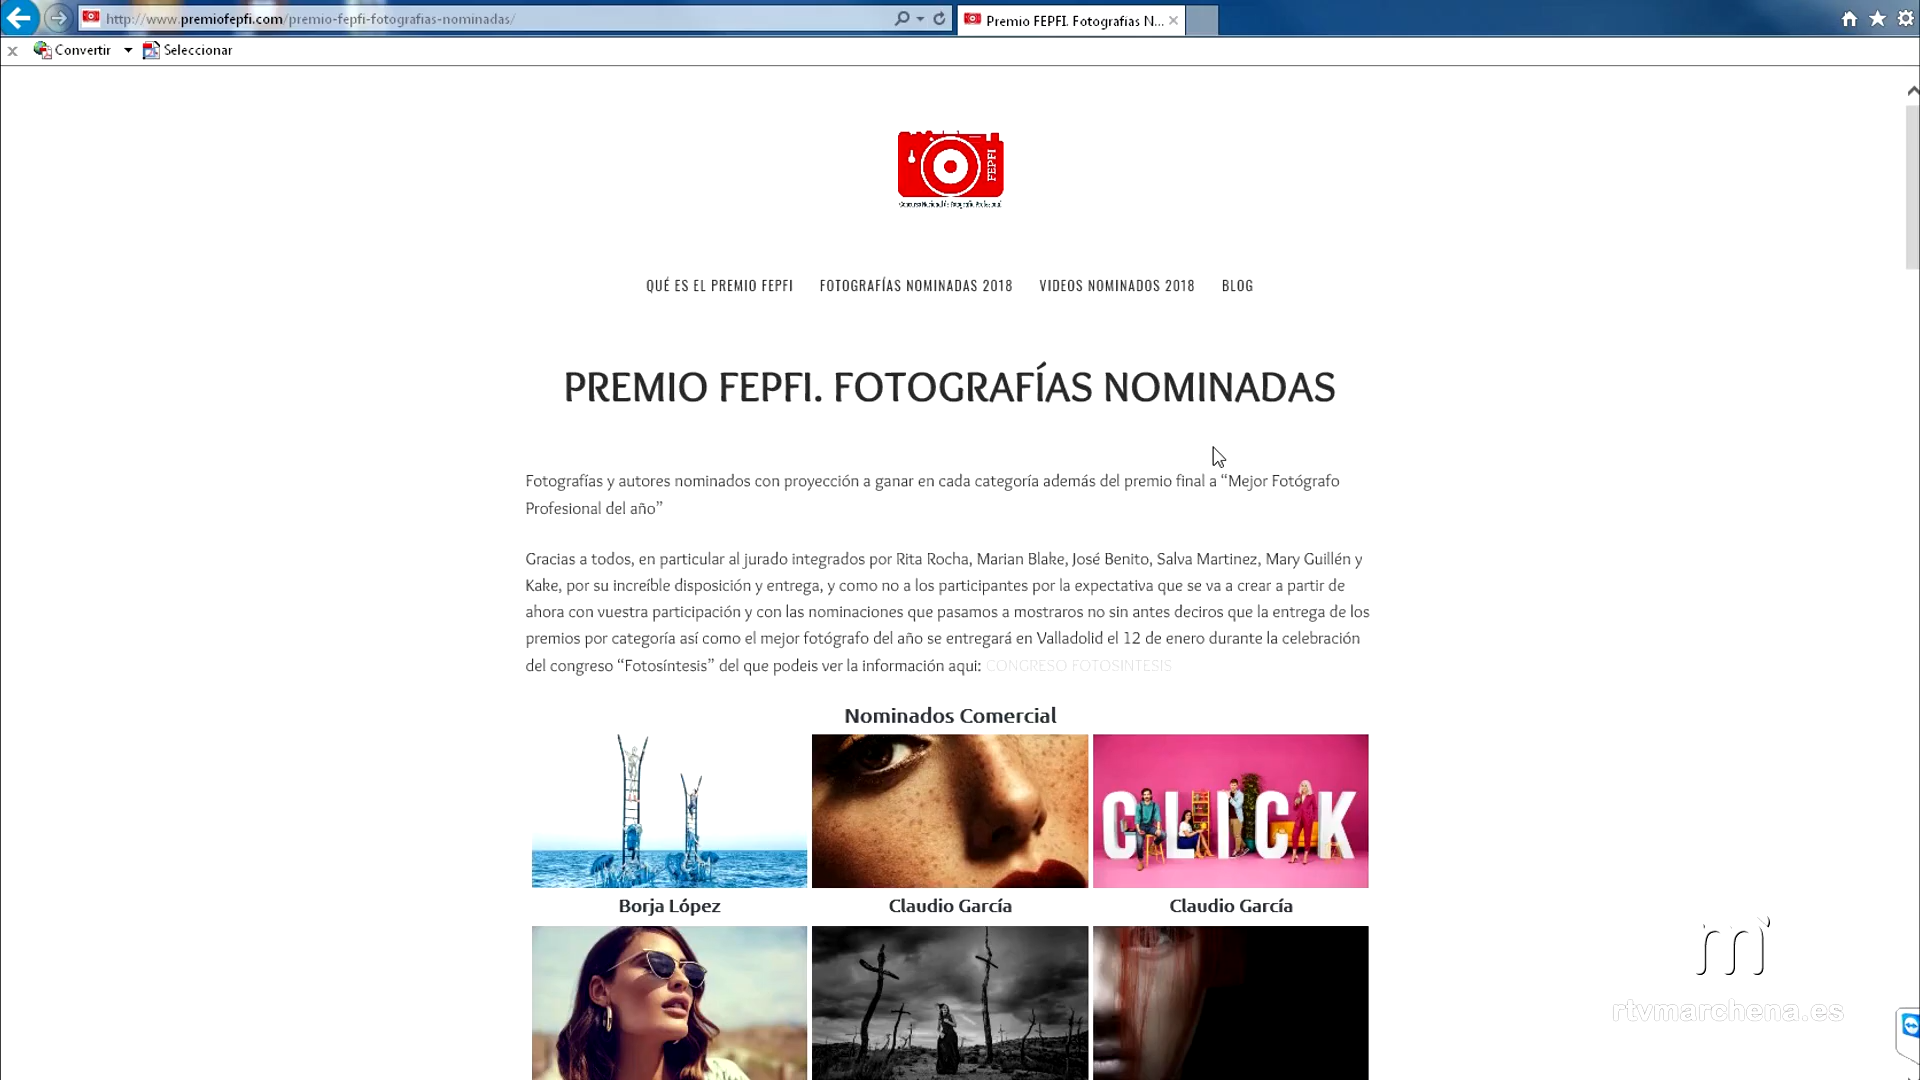 http://www.premiofepfi.com/premio-fepfi-fotografias-nominadas/
Premio FEPFI. Fotografias N...
Convertir
Seleccionar
FEPFI
QUÉ ES EL PREMIO FEPFI
FOTOGRAFÍAS NOMINADAS 2018
VIDEOS NOMINADOS 2018
BLOG
PREMIO FEPFI. FOTOGRAFÍAS NOMINADAS
Fotografías y autores nominados con proyección a ganar en cada categoría además del premio final a “Mejor Fotógrafo
Profesional del año”
Gracias a todos, en particular al jurado integrados por Rita Rocha, Marian Blake, José Benito, Salva Martinez, Mary Guillén y
Kake, por su increíble disposición y entrega, y como no a los participantes por la expectativa que se va a crear a partir de
ahora con vuestra participación y con las nominaciones que pasamos a mostraros no sin antes deciros que la entrega de los
premios por categoría así como el mejor fotógrafo del año se entregará en Valladolid el 12 de enero durante la celebración
del congreso “Fotosíntesis” del que podeis ver la información aqui: CONGRESO FOTOSINTESIS
Nominados Comercial
CLICK
Borja López
Claudio García
Claudio García
m
rtvmarchena.es